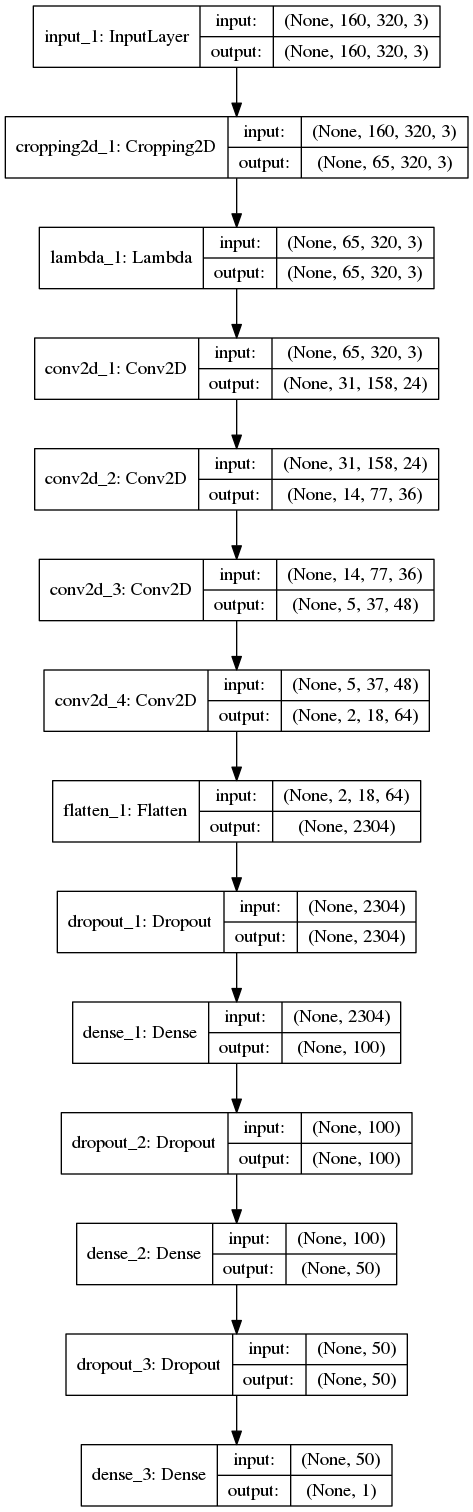 input_1: InputLayer
input: (None, 160, 320, 3)
output: (None, 160, 320, 3)
cropping2d_1: Cropping2D
input: (None, 160, 320, 3)
output: (None, 65, 320, 3)
lambda_1: Lambda
input: (None, 65, 320, 3)
output: (None, 65, 320, 3)
conv2d_1: Conv2D
input: (None, 65, 320, 3)
output: (None, 31, 158, 24)
conv2d_2: Conv2D
input: (None, 31, 158, 24)
output: (None, 14, 77, 36)
conv2d_3: Conv2D
input: (None, 14, 77, 36)
output: (None, 5, 37, 48)
conv2d_4: Conv2D
input: (None, 5, 37, 48)
output: (None, 2, 18, 64)
flatten_1: Flatten
input: (None, 2, 18, 64)
output: (None, 2304)
dropout_1: Dropout
input: (None, 2304)
output: (None, 2304)
dense_1: Dense
input: (None, 2304)
output: (None, 100)
dropout_2: Dropout
input: (None, 100)
output: (None, 100)
dense_2: Dense
input: (None, 100)
output: (None, 50)
dropout_3: Dropout
input: (None, 50)
output: (None, 50)
dense_3: Dense
input: (None, 50)
output: (None, 1)